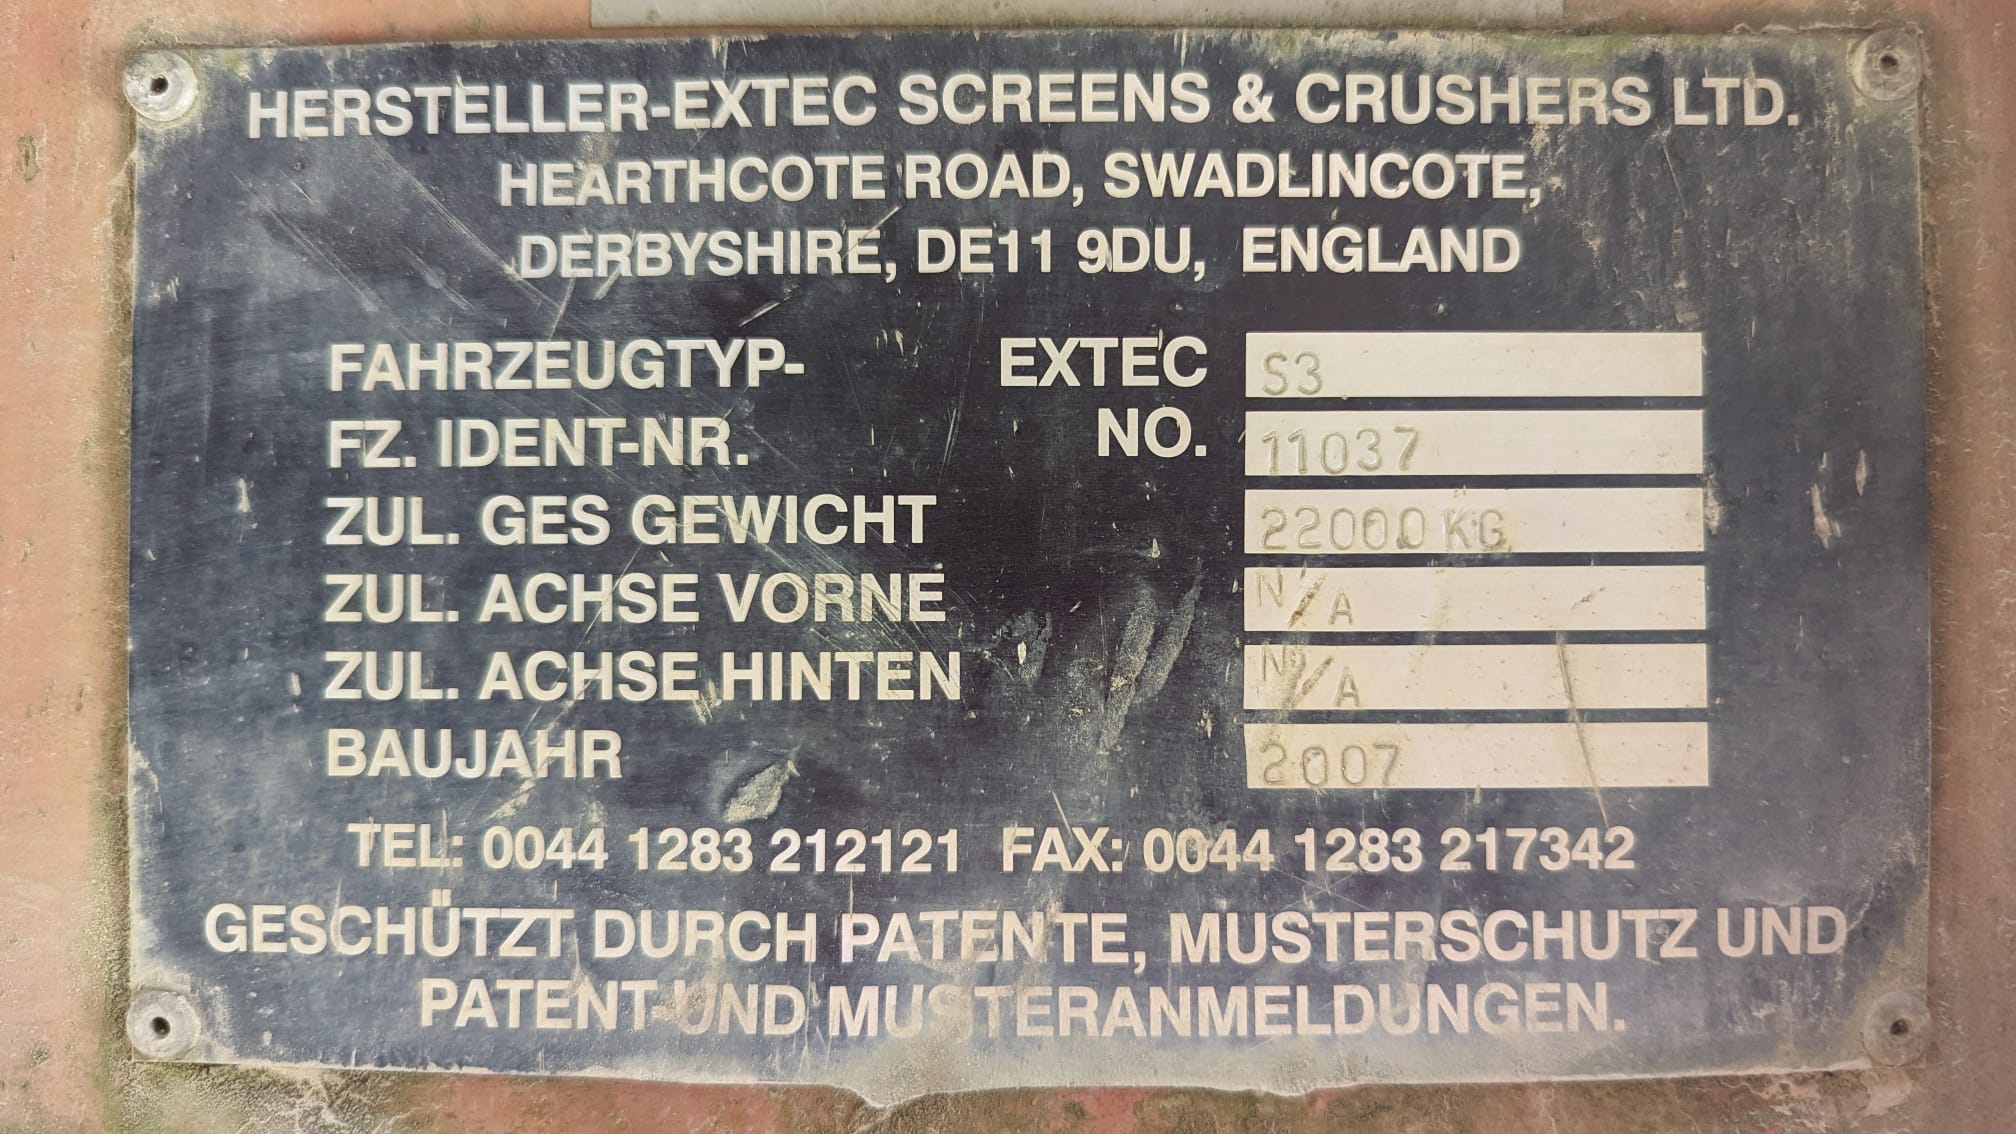 HERSTELLER-EXTEC SCREENS & CRUSHERS LTD.
HEARTHCOTE ROAD, SWADLINCOTE,
DERBYSHIRE, DE11 9DU, ENGLAND
FAHRZEUGTYP- EXTEC S3
FZ. IDENT-NR. NO. 11037
ZUL. GES GEWICHT 22000 KG
ZUL. ACHSE VORNE N/A
ZUL. ACHSE HINTEN N/A
BAUJAHR 2007
TEL: 0044 1283 212121 FAX: 0044 1283 217342
GESCHÜTZT DURCH PATENTE, MUSTERSCHUTZ UND
PATENT-UND MUSTERANMELDUNGEN.